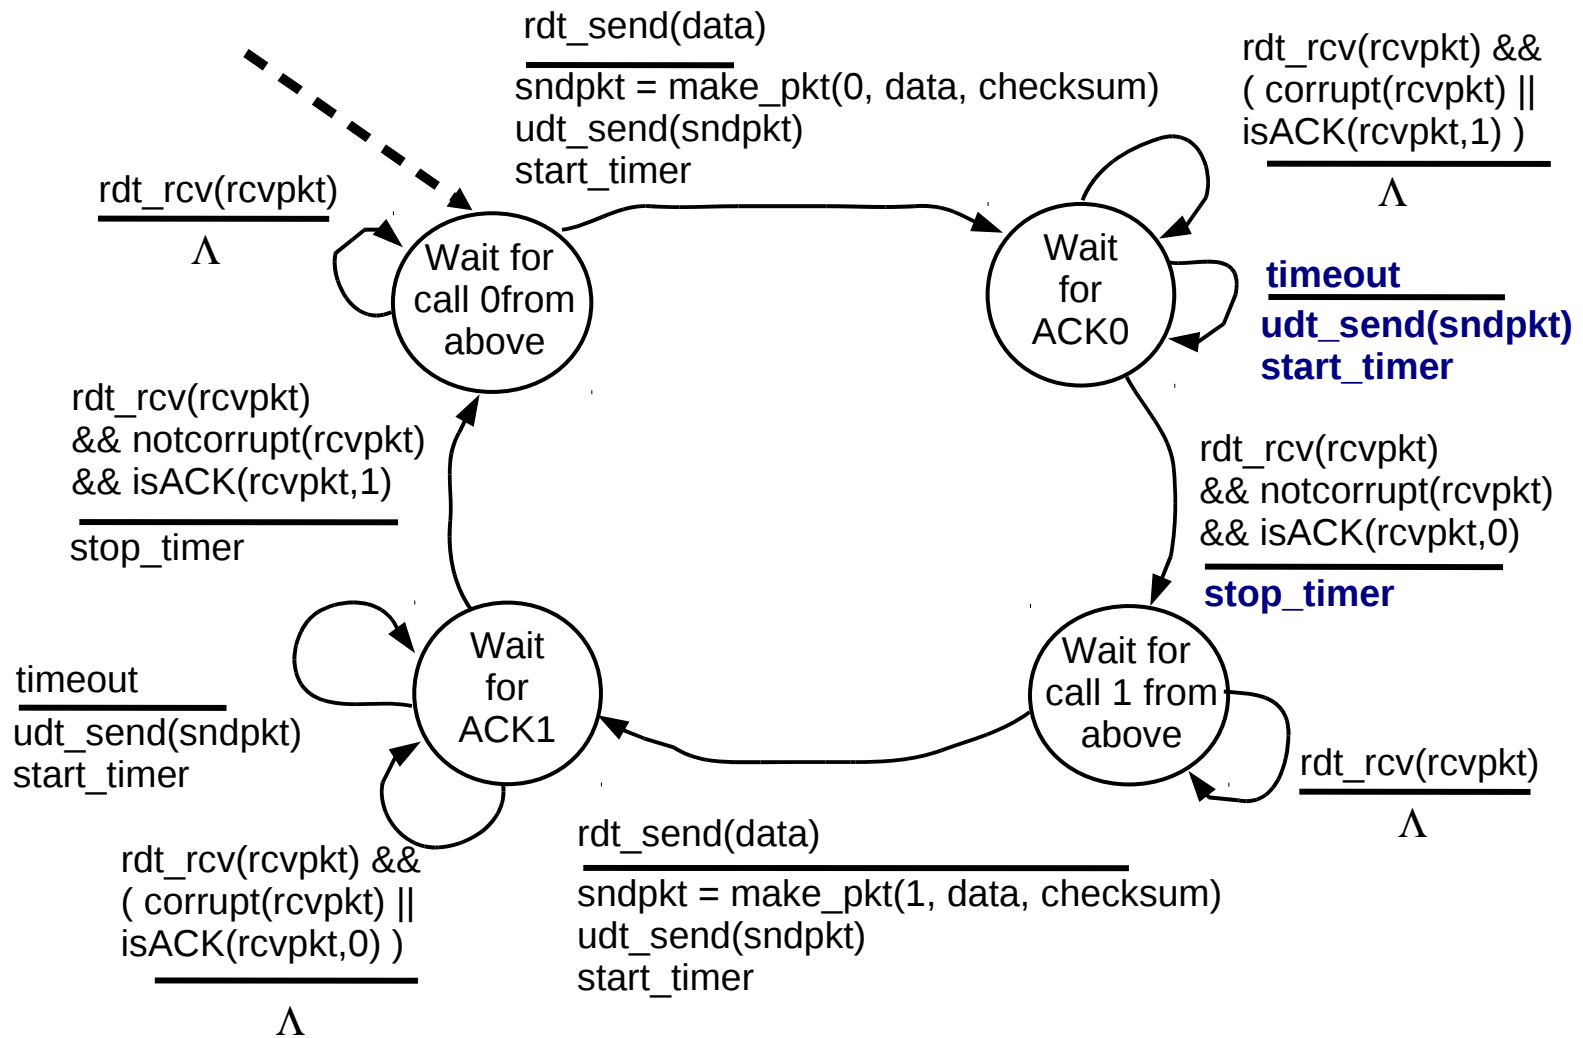 rdt_send(data)
sndpkt = make_pkt(0, data, checksum)
udt_send(sndpkt)
start_timer
rdt_rcv(rcvpkt) &&
( corrupt(rcvpkt) ||
isACK(rcvpkt,1) )
Λ
rdt_rcv(rcvpkt)
Λ
Wait for
call 0from
above
Wait
for
ACK0
timeout
udt_send(sndpkt)
start_timer
rdt_rcv(rcvpkt)
&& notcorrupt(rcvpkt)
&& isACK(rcvpkt,1)
stop_timer
rdt_rcv(rcvpkt)
&& notcorrupt(rcvpkt)
&& isACK(rcvpkt,0)
stop_timer
Wait
for
ACK1
Wait for
call 1 from
above
timeout
udt_send(sndpkt)
start_timer
rdt_rcv(rcvpkt)
Λ
rdt_rcv(rcvpkt) &&
( corrupt(rcvpkt) ||
isACK(rcvpkt,0) )
Λ
rdt_send(data)
sndpkt = make_pkt(1, data, checksum)
udt_send(sndpkt)
start_timer